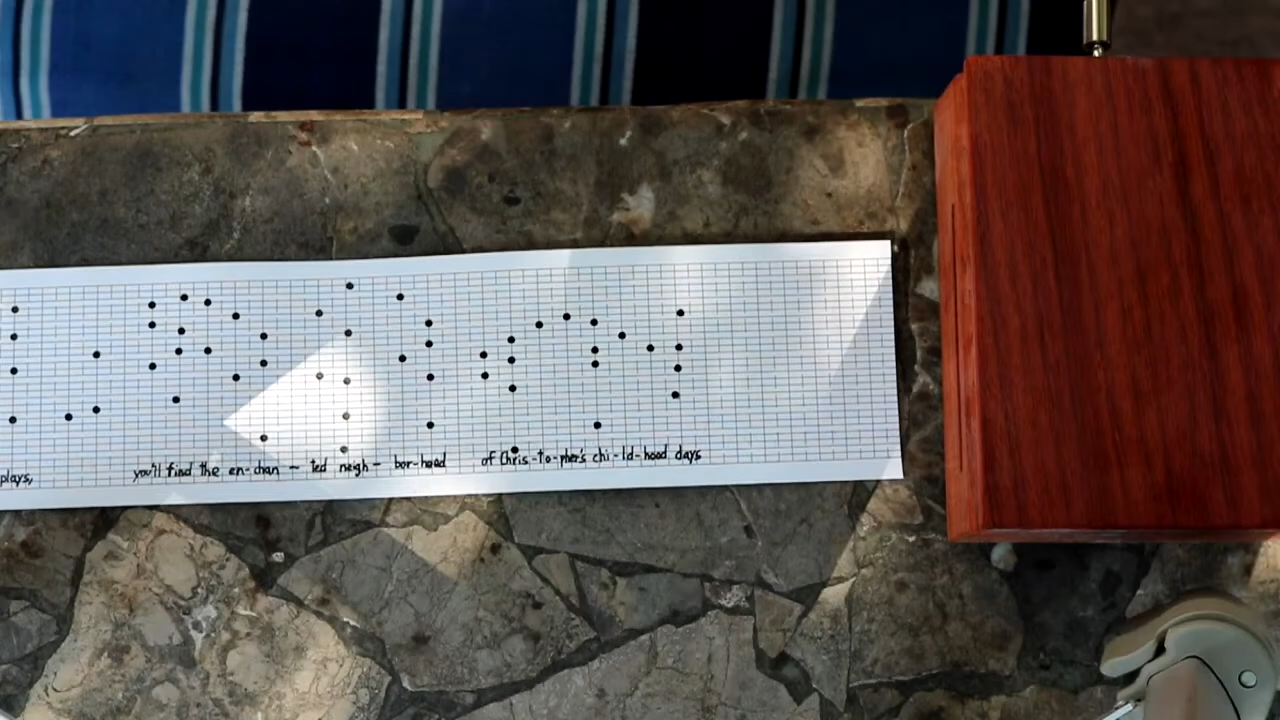 plays, you'll find the en-chan - ted neigh - bor-hood of Chris-to-pher's chi-ld-hood days